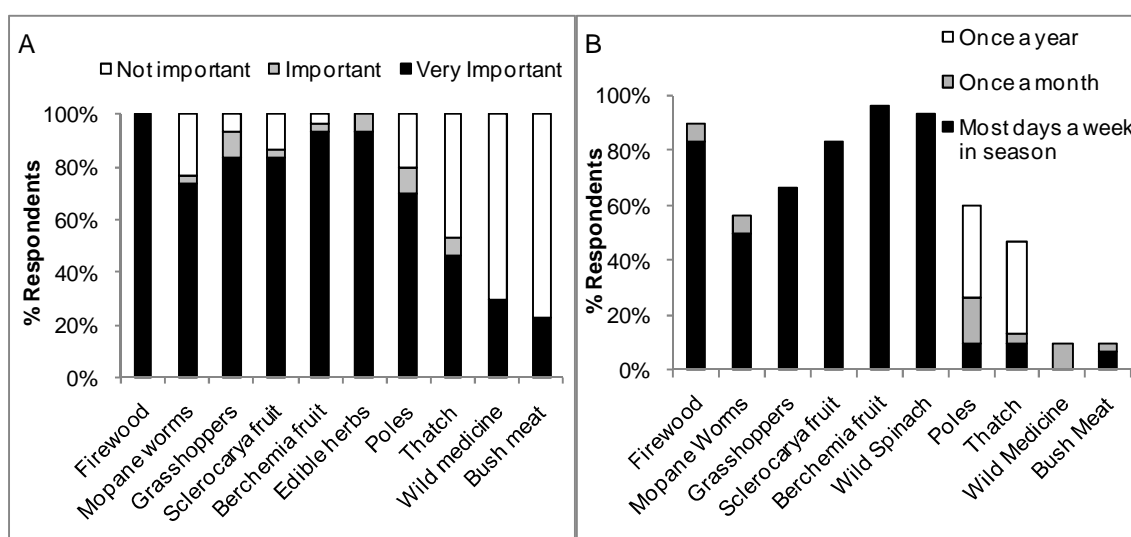 A
Not important Important Very Important
% Respondents
100%
80%
60%
40%
20%
0%
Firewood
Mopane worms
Grasshoppers
Sclerocarya fruit
Berchemia fruit
Edible herbs
Poles
Thatch
Wild medicine
Bush meat
B
Once a year
Once a month
Most days a week
in season
% Respondents
100%
80%
60%
40%
20%
0%
Firewood
Mopane Worms
Grasshoppers
Sclerocarya fruit
Berchemia fruit
Wild Spinach
Poles
Thatch
Wild Medicine
Bush Meat